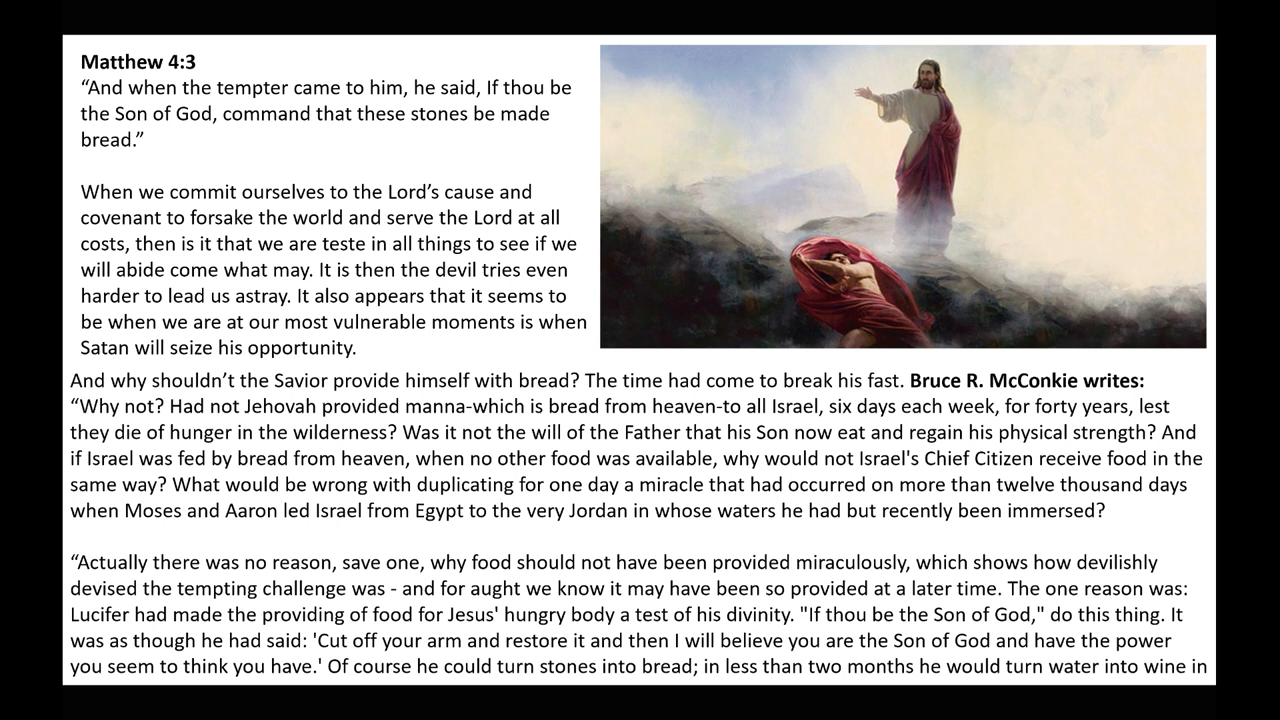 Matthew 4:3
“And when the tempter came to him, he said, If thou be
the Son of God, command that these stones be made
bread.”
When we commit ourselves to the Lord’s cause and
covenant to forsake the world and serve the Lord at all
costs, then is it that we are teste in all things to see if we
will abide come what may. It is then the devil tries even
harder to lead us astray. It also appears that it seems to
be when we are at our most vulnerable moments is when
Satan will seize his opportunity.
And why shouldn’t the Savior provide himself with bread? The time had come to break his fast. Bruce R. McConkie writes:
“Why not? Had not Jehovah provided manna-which is bread from heaven-to all Israel, six days each week, for forty years, lest
they die of hunger in the wilderness? Was it not the will of the Father that his Son now eat and regain his physical strength? And
if Israel was fed by bread from heaven, when no other food was available, why would not Israel's Chief Citizen receive food in the
same way? What would be wrong with duplicating for one day a miracle that had occurred on more than twelve thousand days
when Moses and Aaron led Israel from Egypt to the very Jordan in whose waters he had but recently been immersed?
“Actually there was no reason, save one, why food should not have been provided miraculously, which shows how devilishly
devised the tempting challenge was - and for aught we know it may have been so provided at a later time. The one reason was:
Lucifer had made the providing of food for Jesus' hungry body a test of his divinity. "If thou be the Son of God," do this thing. It
was as though he had said: 'Cut off your arm and restore it and then I will believe you are the Son of God and have the power
you seem to think you have.' Of course he could turn stones into bread; in less than two months he would turn water into wine in